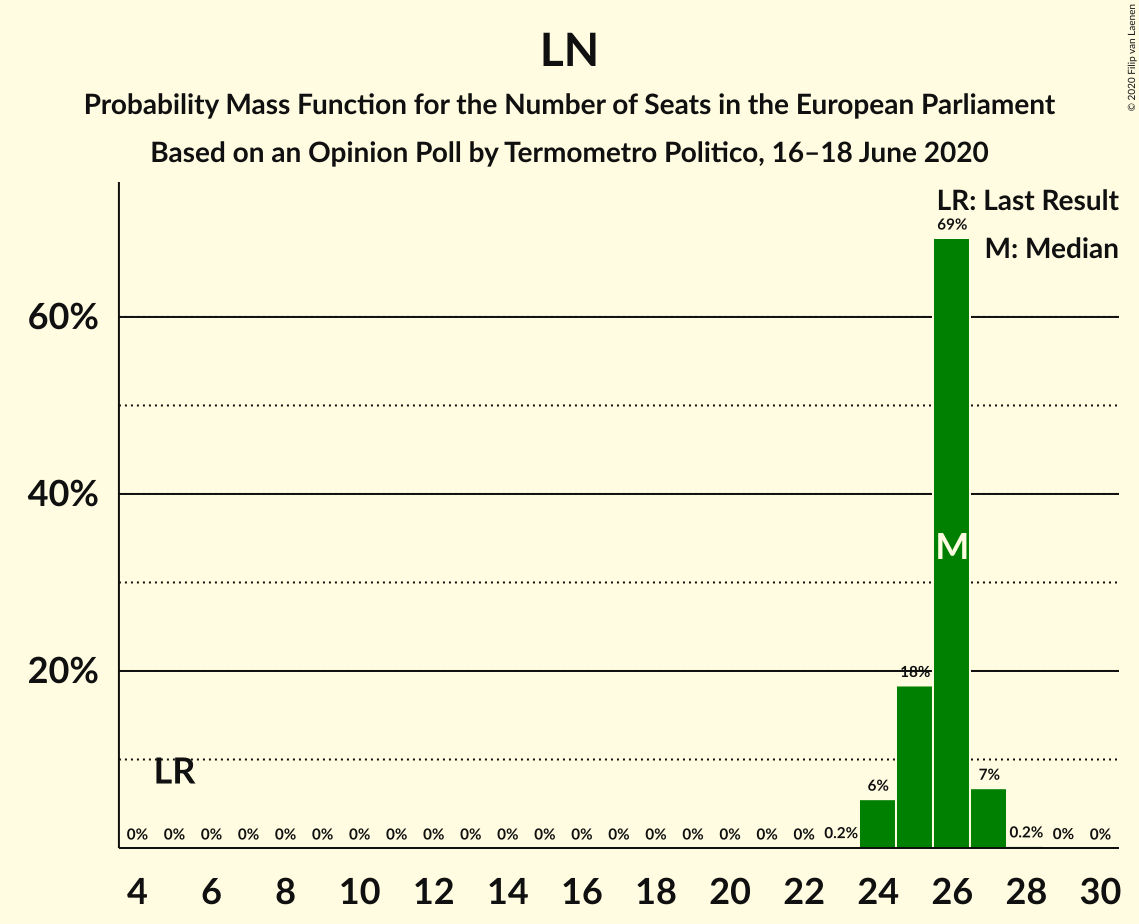 © 2020 Filip van Laenen
LN
Probability Mass Function for the Number of Seats in the European Parliament
Based on an Opinion Poll by Termometro Politico, 16–18 June 2020
LR: Last Result
69%
M: Median
60%
40%
M
20%
18%
LR
7%
6%
0% 0% 0% 0% 0% 0% 0% 0% 0% 0% 0% 0% 0% 0% 0% 0% 0% 0% 0% 0.2% 0.2% 0% 0%
4 6 8 10 12 14 16 18 20 22 24 26 28 30